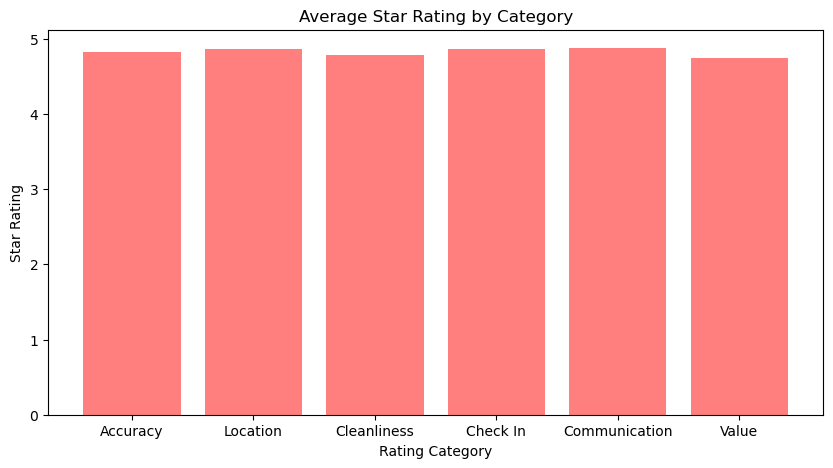 Average Star Rating by Category
Star Rating
5
4
3
2
1
0
Accuracy Location Cleanliness Check In Communication Value
Rating Category